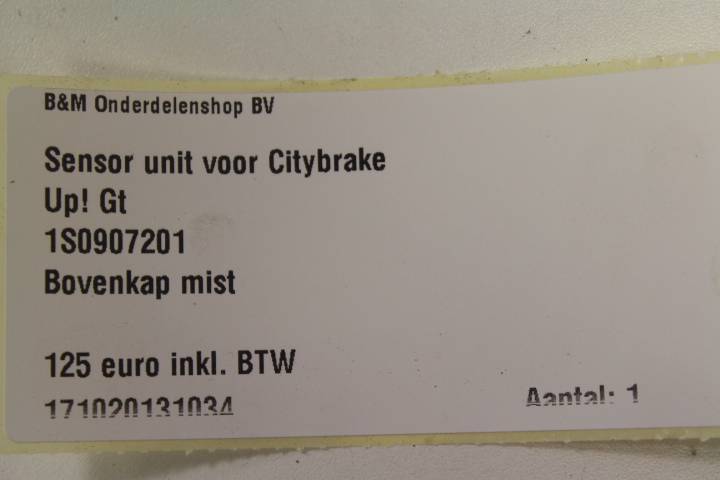 B&M Onderdelenshop BV
Sensor unit voor Citybrake
Up! Gt
1S0907201
Bovenkap mist
125 euro inkl. BTW
171020131034
Aantal: 1